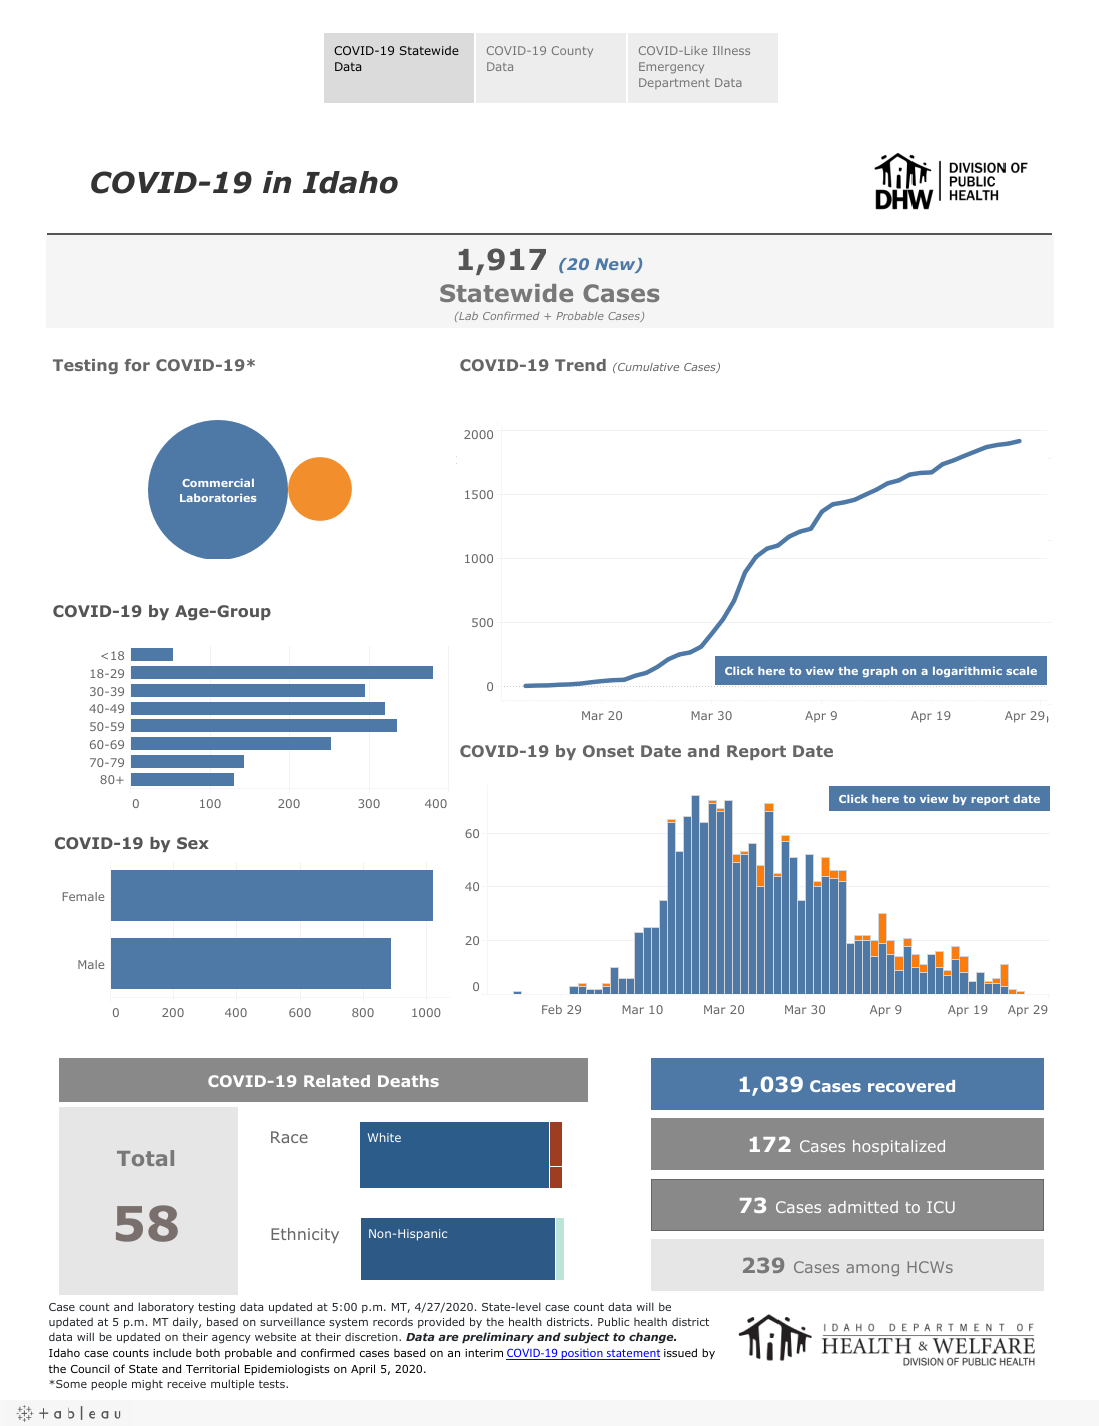 COVID-19 Statewide
Data
COVID-19 County
Data
COVID-Like Illness
Emergency
Department Data
COVID-19 in Idaho
DHW
DIVISION OF
PUBLIC
HEALTH
1,917 (20 New)
Statewide Cases
(Lab Confirmed + Probable Cases)
Testing for COVID-19*
Commercial
Laboratories
COVID-19 Trend (Cumulative Cases)
2000
1500
1000
500
0
Click here to view the graph on a logarithmic scale
Mar 20 Mar 30 Apr 9 Apr 19 Apr 29
COVID-19 by Age-Group
<18
18-29
30-39
40-49
50-59
60-69
70-79
80+
0 100 200 300 400
COVID-19 by Onset Date and Report Date
Click here to view by report date
60
40
20
0
Feb 29 Mar 10 Mar 20 Mar 30 Apr 9 Apr 19 Apr 29
COVID-19 by Sex
Female
Male
0 200 400 600 800 1000
COVID-19 Related Deaths
Total
58
Race
White
Ethnicity
Non-Hispanic
1,039 Cases recovered
172 Cases hospitalized
73 Cases admitted to ICU
239 Cases among HCWs
Case count and laboratory testing data updated at 5:00 p.m. MT, 4/27/2020. State-level case count data will be
updated at 5 p.m. MT daily, based on surveillance system records provided by the health districts. Public health district
data will be updated on their agency website at their discretion. Data are preliminary and subject to change.
Idaho case counts include both probable and confirmed cases based on an interim COVID-19 position statement issued by
the Council of State and Territorial Epidemiologists on April 5, 2020.
*Some people might receive multiple tests.
IDAHO DEPARTMENT OF
HEALTH & WELFARE
DIVISION OF PUBLIC HEALTH
+ableau